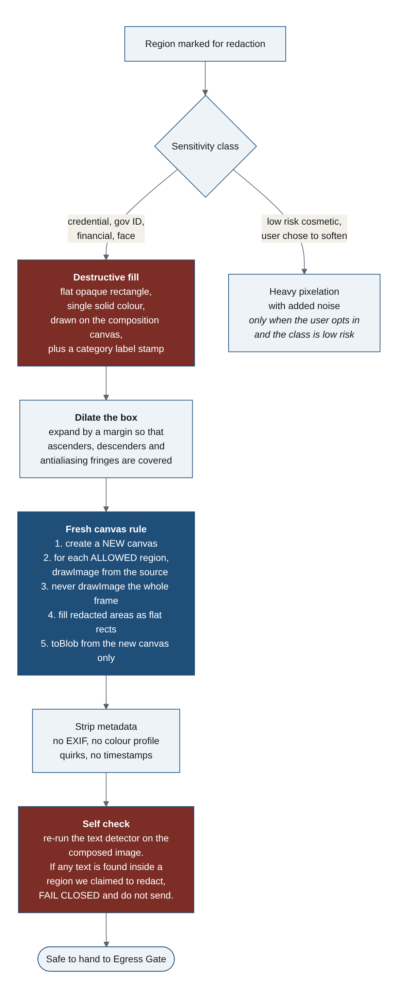 Region marked for redaction
Sensitivity class
credential, gov ID,
financial, face
low risk cosmetic,
user chose to soften
Destructive fill
flat opaque rectangle,
single solid colour,
drawn on the composition
canvas,
plus a category label stamp
Heavy pixelation
with added noise
only when the user opts in
and the class is low risk
Dilate the box
expand by a margin so that
ascenders, descenders and
antialiasing fringes are covered
Fresh canvas rule
1. create a NEW canvas
2. for each ALLOWED region,
drawImage from the source
3. never drawImage the whole
frame
4. fill redacted areas as flat
rects
5. toBlob from the new canvas
only
Strip metadata
no EXIF, no colour profile
quirks, no timestamps
Self check
re-run the text detector on the
composed image.
If any text is found inside a
region we claimed to redact,
FAIL CLOSED and do not send.
Safe to hand to Egress Gate